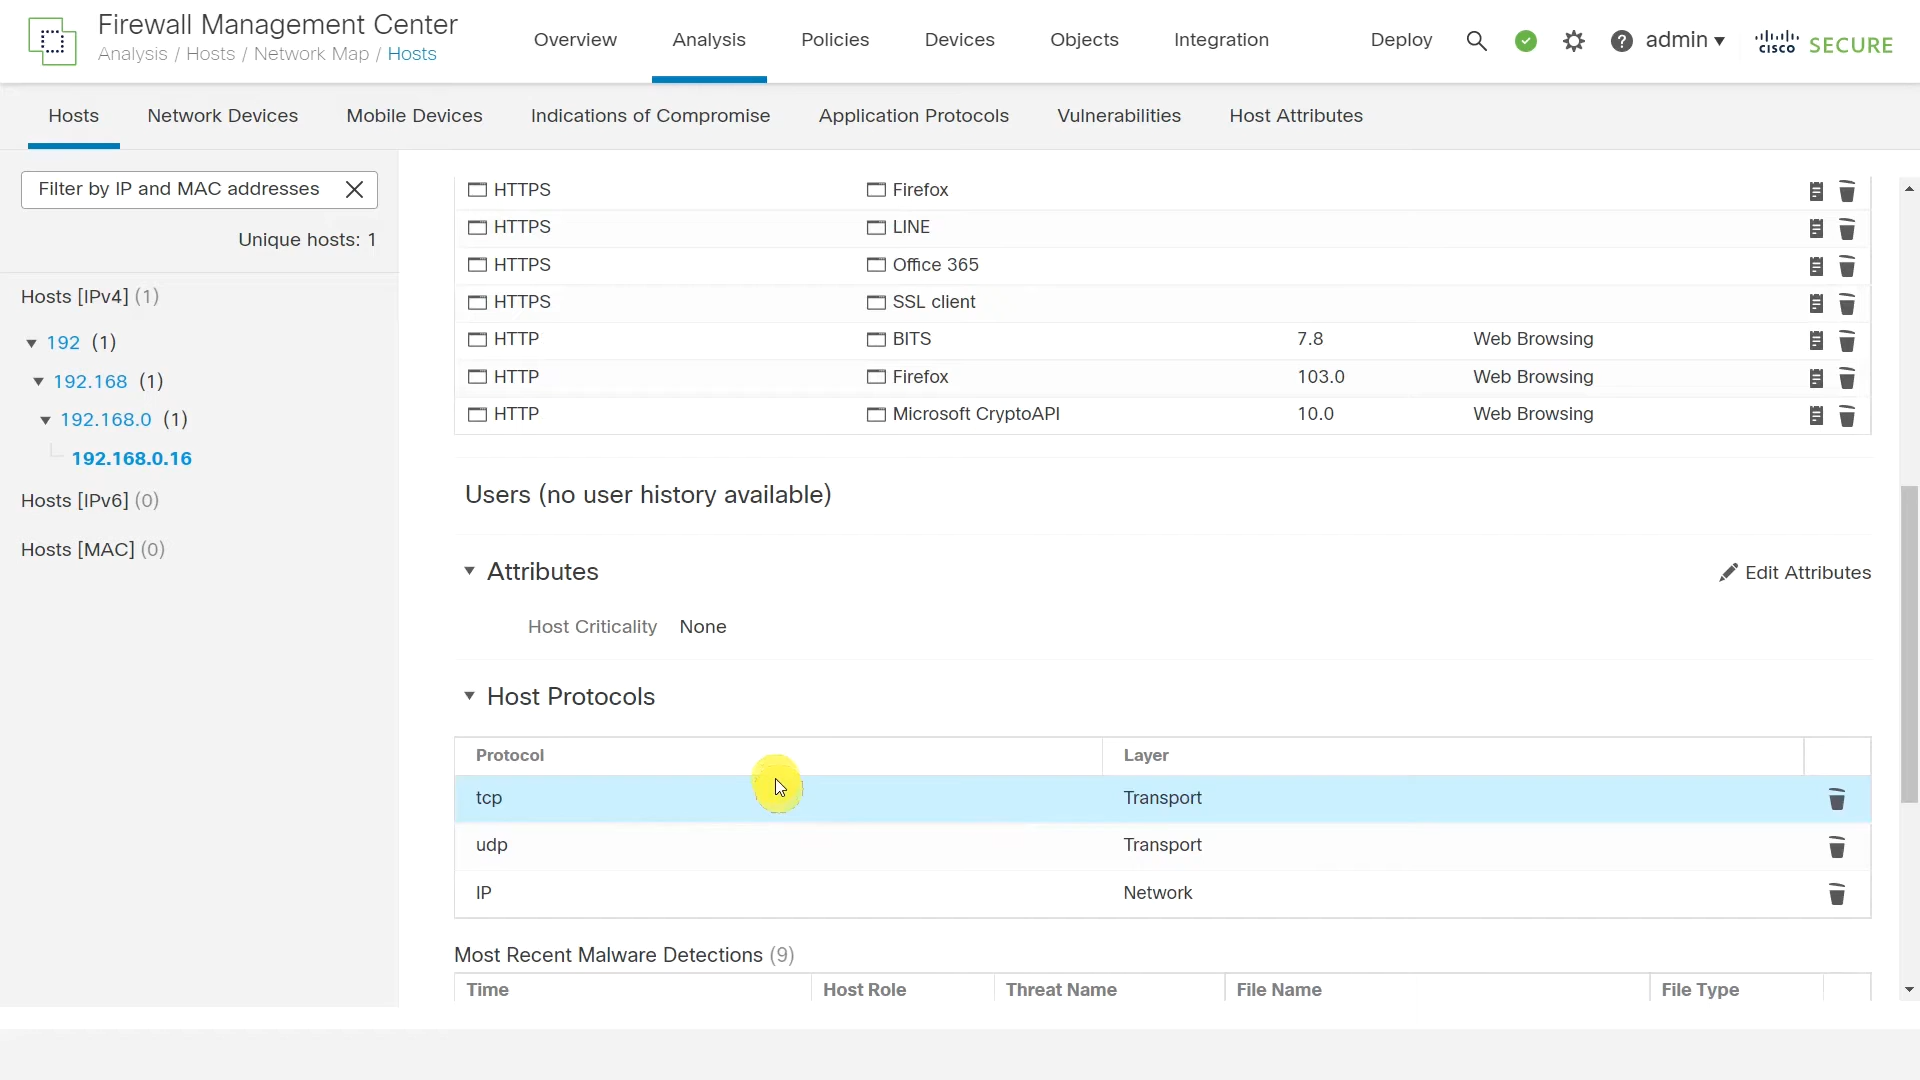 Firewall Management Center
Analysis / Hosts / Network Map / Hosts
Overview
Analysis
Policies
Devices
Objects
Integration
Deploy
admin
CISCO SECURE
Hosts
Network Devices
Mobile Devices
Indications of Compromise
Application Protocols
Vulnerabilities
Host Attributes
Filter by IP and MAC addresses
Unique hosts: 1
Hosts [IPv4] (1)
192 (1)
192.168 (1)
192.168.0 (1)
192.168.0.16
Hosts [IPv6] (0)
Hosts [MAC] (0)
HTTPS Firefox
HTTPS LINE
HTTPS Office 365
HTTPS SSL client
HTTP BITS 7.8 Web Browsing
HTTP Firefox 103.0 Web Browsing
HTTP Microsoft CryptoAPI 10.0 Web Browsing
Users (no user history available)
Attributes
Edit Attributes
Host Criticality None
Host Protocols
Protocol Layer
tcp Transport
udp Transport
IP Network
Most Recent Malware Detections (9)
Time Host Role Threat Name File Name File Type